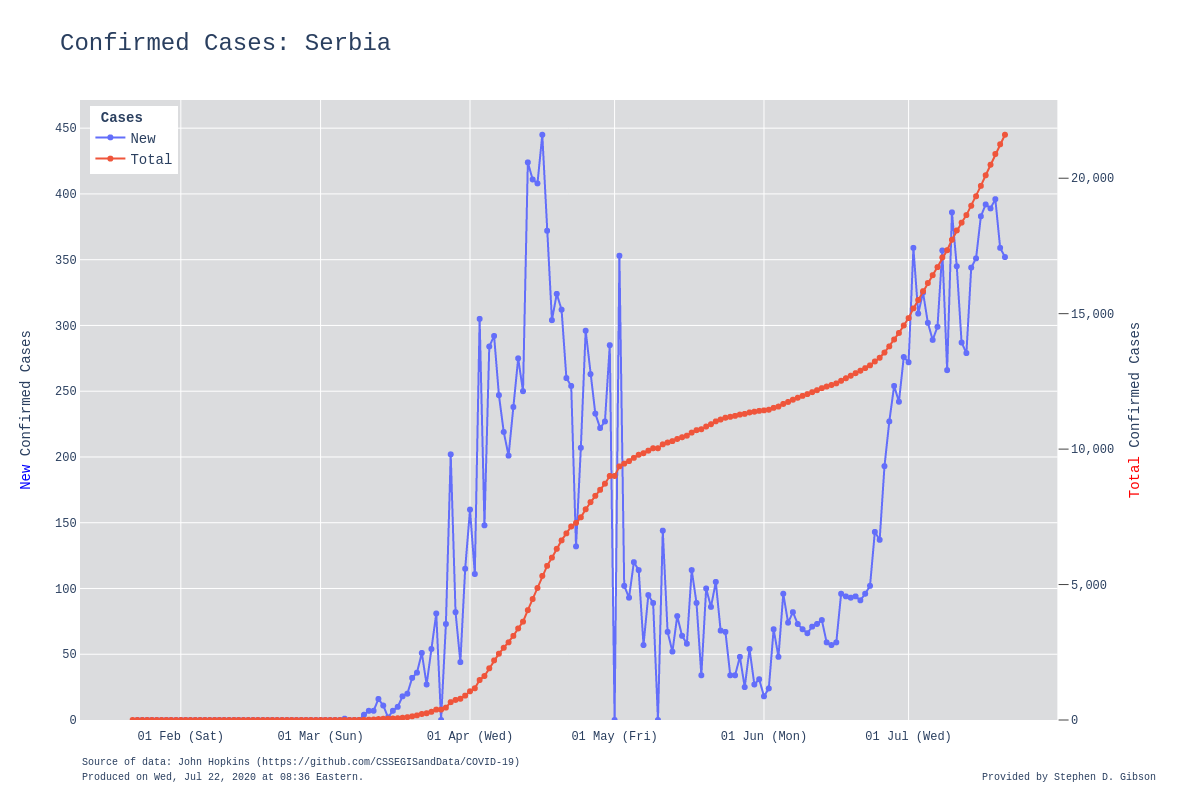 Confirmed Cases: Serbia
Cases
New
Total
450
400
350
300
250
200
150
100
50
0
New Confirmed Cases
20,000
15,000
10,000
5,000
0
Total Confirmed Cases
01 Feb (Sat)
01 Mar (Sun)
01 Apr (Wed)
01 May (Fri)
01 Jun (Mon)
01 Jul (Wed)
Source of data: John Hopkins (https://github.com/CSSEGISandData/COVID-19)
Produced on Wed, Jul 22, 2020 at 08:36 Eastern.
Provided by Stephen D. Gibson